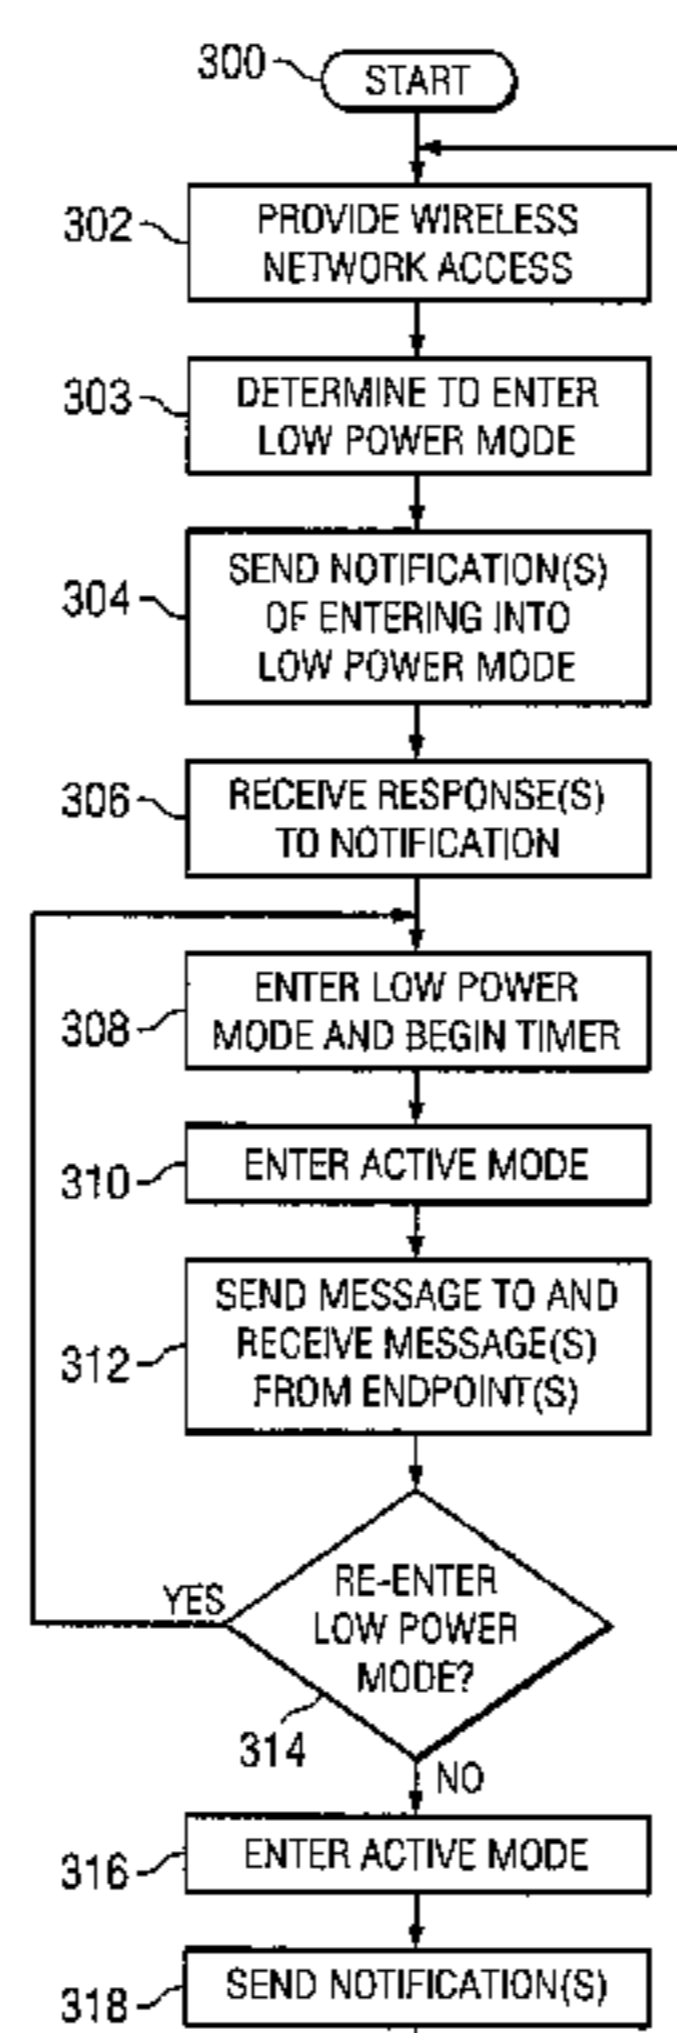 300
START
302
PROVIDE WIRELESS
NETWORK ACCESS
303
DETERMINE TO ENTER
LOW POWER MODE
304
SEND NOTIFICATION(S)
OF ENTERING INTO
LOW POWER MODE
306
RECEIVE RESPONSE(S)
TO NOTIFICATION
308
ENTER LOW POWER
MODE AND BEGIN TIMER
310
ENTER ACTIVE MODE
312
SEND MESSAGE TO AND
RECEIVE MESSAGE(S)
FROM ENDPOINT(S)
YES
RE-ENTER
LOW POWER
MODE?
314
NO
316
ENTER ACTIVE MODE
318
SEND NOTIFICATION(S)